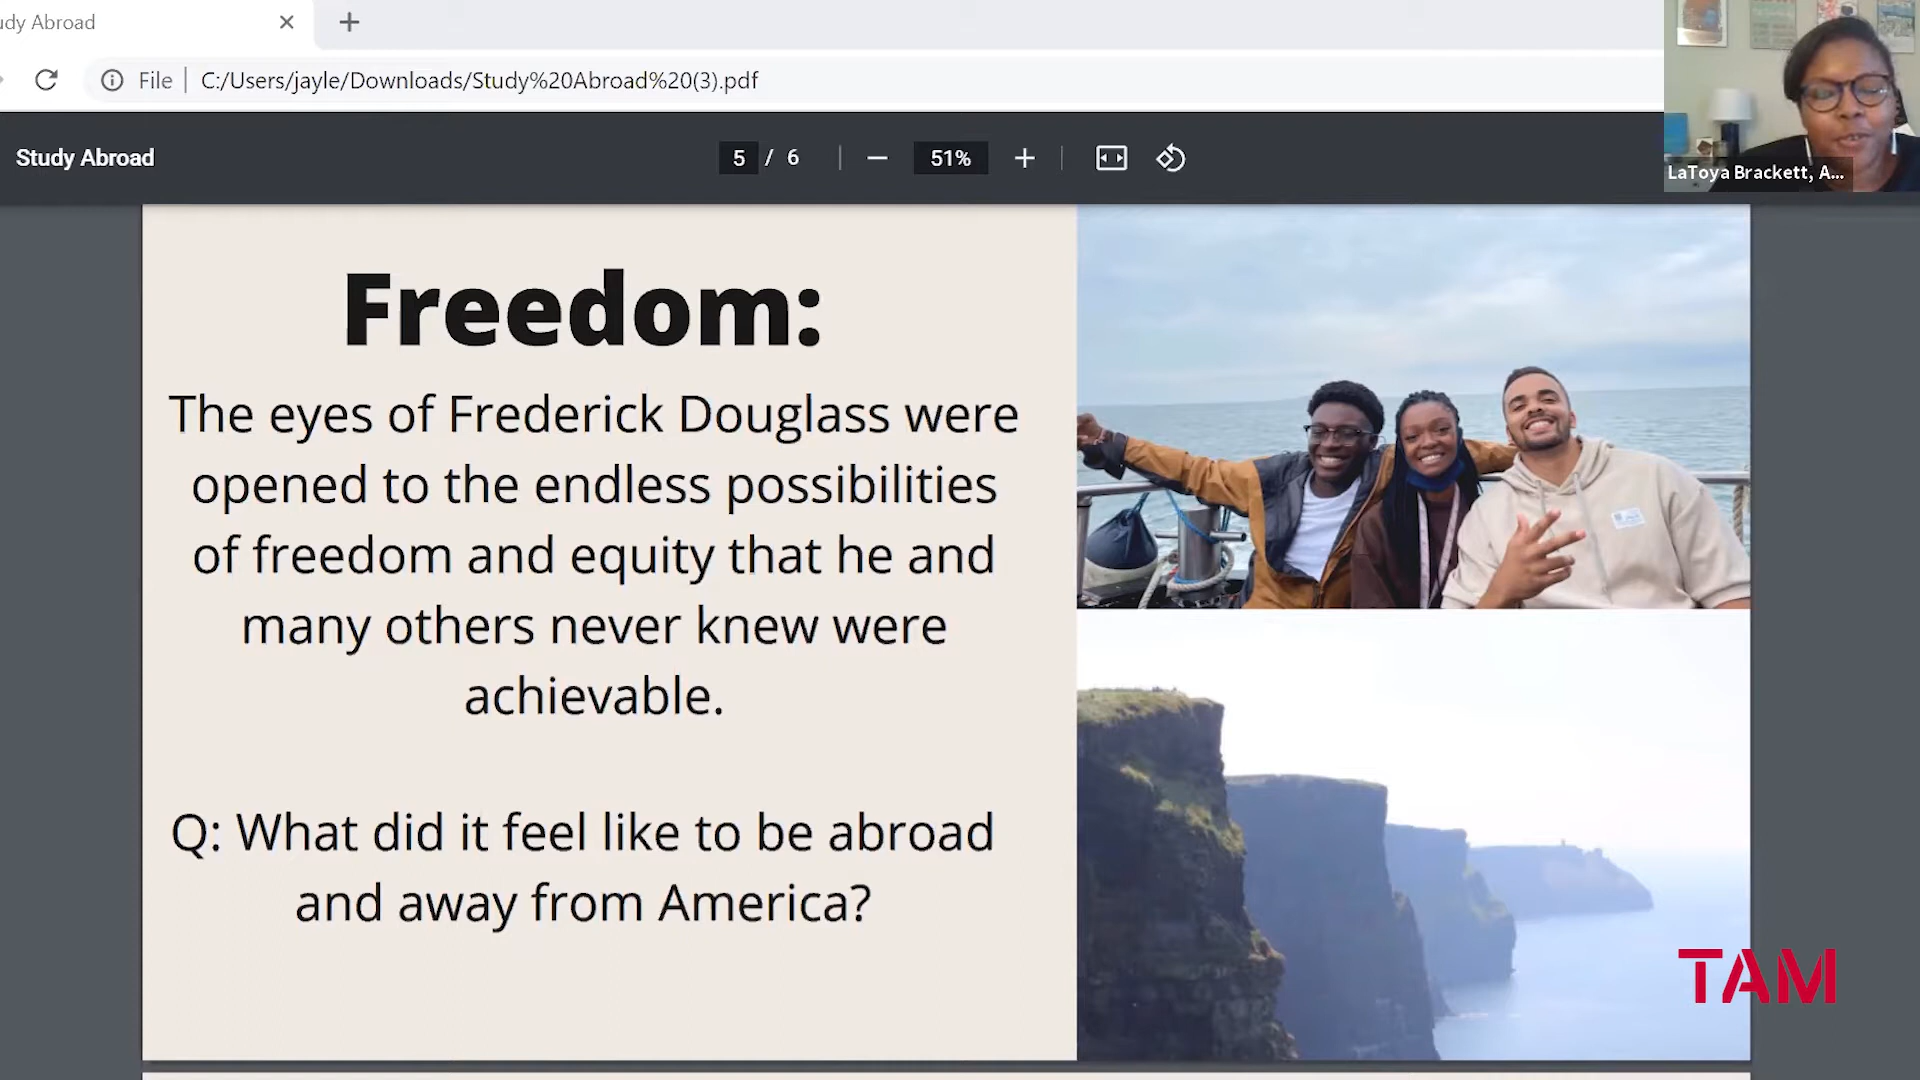 udy Abroad
File
C:/Users/jayle/Downloads/Study%20Abroad%20(3).pdf
Study Abroad
5 / 6
51%
LaToya Brackett, A...
Freedom:
The eyes of Frederick Douglass were
opened to the endless possibilities
of freedom and equity that he and
many others never knew were
achievable.
Q: What did it feel like to be abroad
and away from America?
TAM